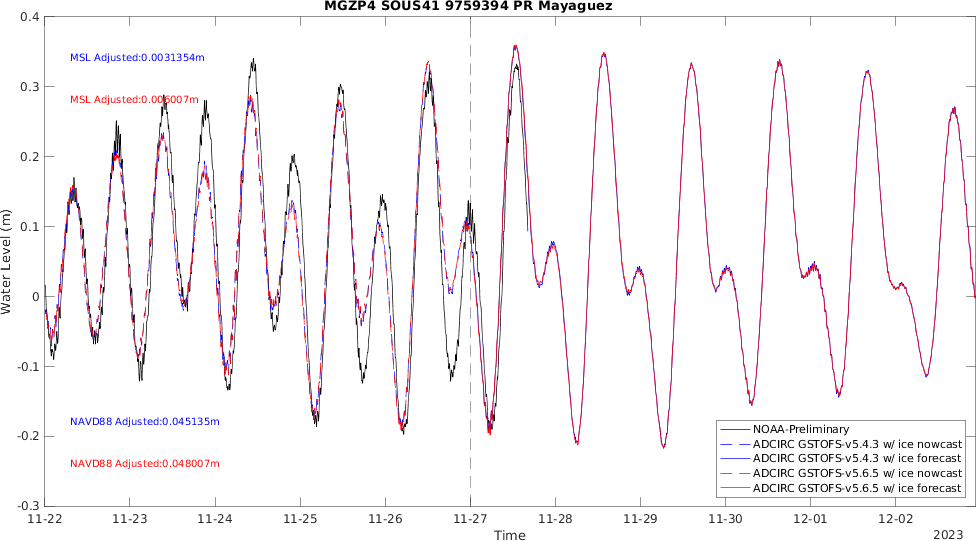 MGZP4 SOUS41 9759394 PR Mayaguez
0.4
0.3
0.2
0.1
0
-0.1
-0.2
-0.3
Water Level (m)
MSL Adjusted:0.0031354m
MSL Adjusted:0.006007m
NAVD88 Adjusted:0.045135m
NAVD88 Adjusted:0.048007m
NOAA-Preliminary
ADCIRC GSTOFS-v5.4.3 w/ ice nowcast
ADCIRC GSTOFS-v5.4.3 w/ ice forecast
ADCIRC GSTOFS-v5.6.5 w/ ice nowcast
ADCIRC GSTOFS-v5.6.5 w/ ice forecast
11-22 11-23 11-24 11-25 11-26 11-27 11-28 11-29 11-30 12-01 12-02
Time
2023